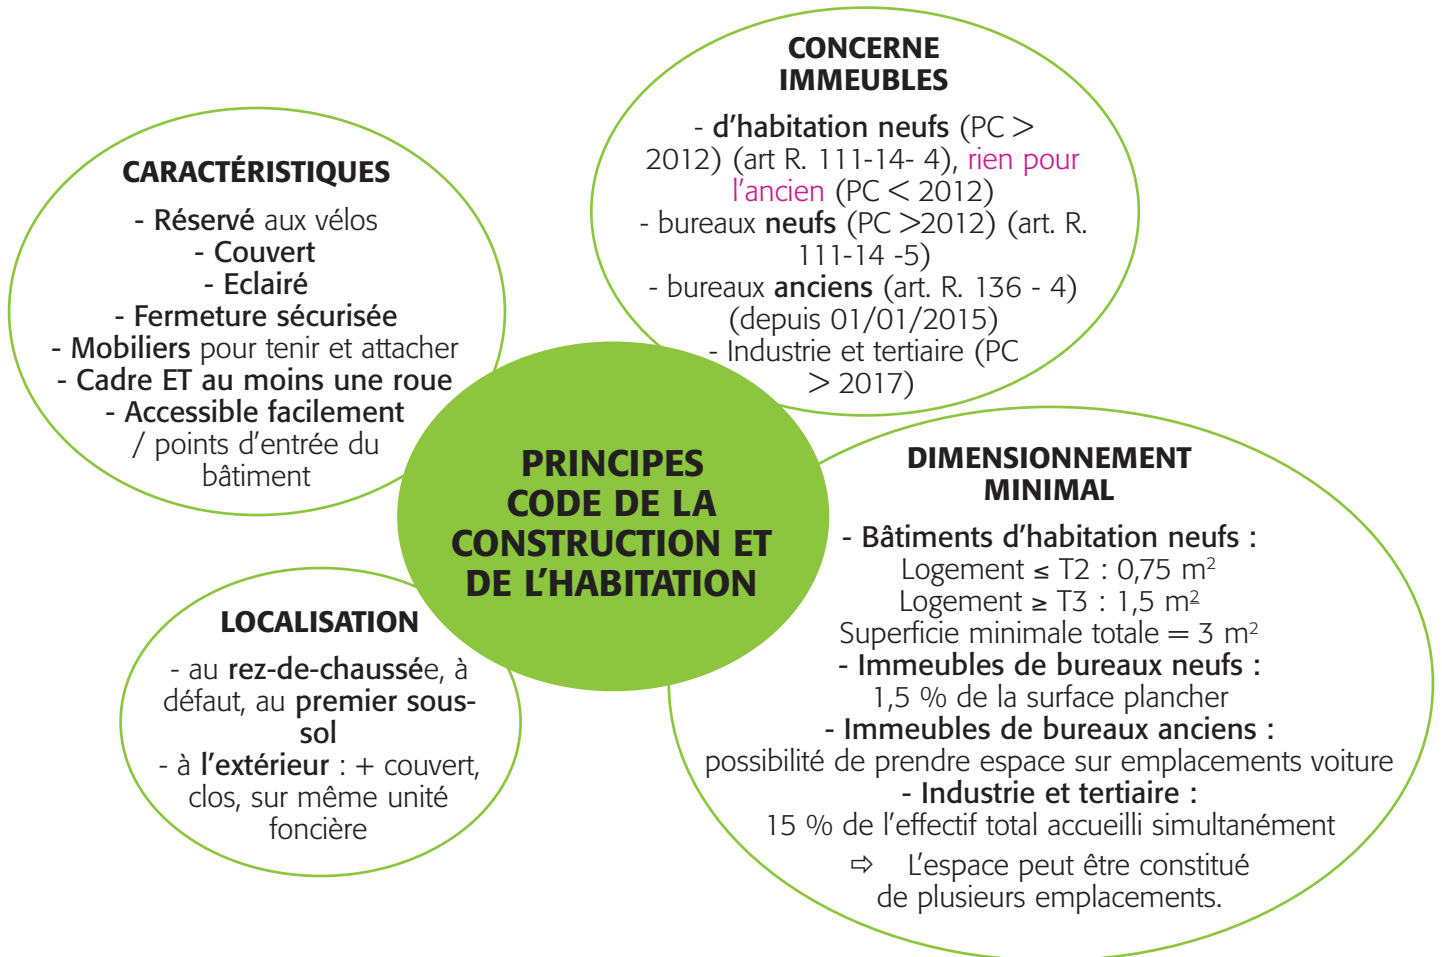 CONCERNE
IMMEUBLES
- d'habitation neufs (PC >
2012) (art R. 111-14- 4), rien pour
l'ancien (PC < 2012)
- bureaux neufs (PC >2012) (art. R.
111-14 -5)
- bureaux anciens (art. R. 136 - 4)
(depuis 01/01/2015)
- Industrie et tertiaire (PC
> 2017)
CARACTÉRISTIQUES
- Réservé aux vélos
- Couvert
- Eclairé
- Fermeture sécurisée
- Mobiliers pour tenir et attacher
- Cadre ET au moins une roue
- Accessible facilement
/ points d'entrée du
bâtiment
PRINCIPES
CODE DE LA
CONSTRUCTION ET
DE L'HABITATION
DIMENSIONNEMENT
MINIMAL
- Bâtiments d'habitation neufs :
Logement ≤ T2 : 0,75 m²
Logement ≥ T3 : 1,5 m²
Superficie minimale totale = 3 m²
- Immeubles de bureaux neufs :
1,5 % de la surface plancher
- Immeubles de bureaux anciens :
possibilité de prendre espace sur emplacements voiture
- Industrie et tertiaire :
15 % de l'effectif total accueilli simultanément
⇨ L'espace peut être constitué
de plusieurs emplacements.
LOCALISATION
- au rez-de-chaussée, à
défaut, au premier sous-
sol
- à l'extérieur : + couvert,
clos, sur même unité
foncière